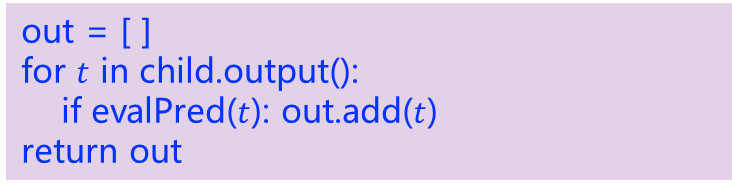 out = [ ]
for t in child.output():
    if evalPred(t): out.add(t)
return out